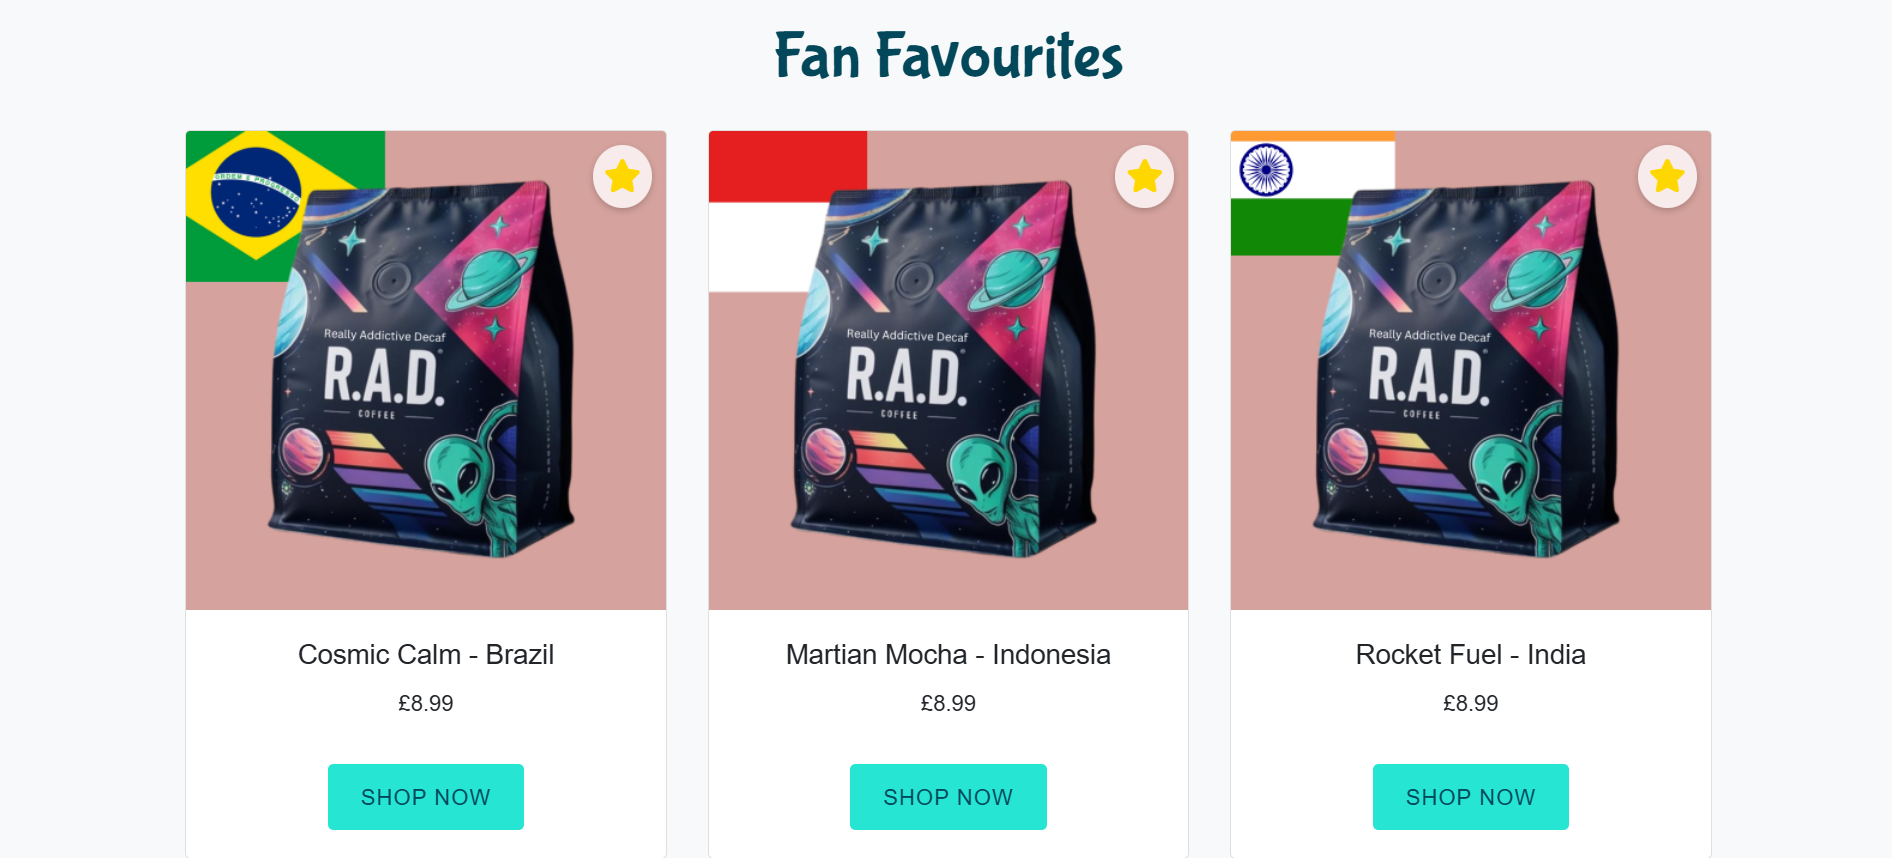 Fan Favourites
ORDEM E PROGRESSO
Really Addictive Decaf
R.A.D.
COFFEE
Cosmic Calm - Brazil
£8.99
SHOP NOW
Really Addictive Decaf
R.A.D.
COFFEE
Martian Mocha - Indonesia
£8.99
SHOP NOW
Really Addictive Decaf
R.A.D.
COFFEE
Rocket Fuel - India
£8.99
SHOP NOW